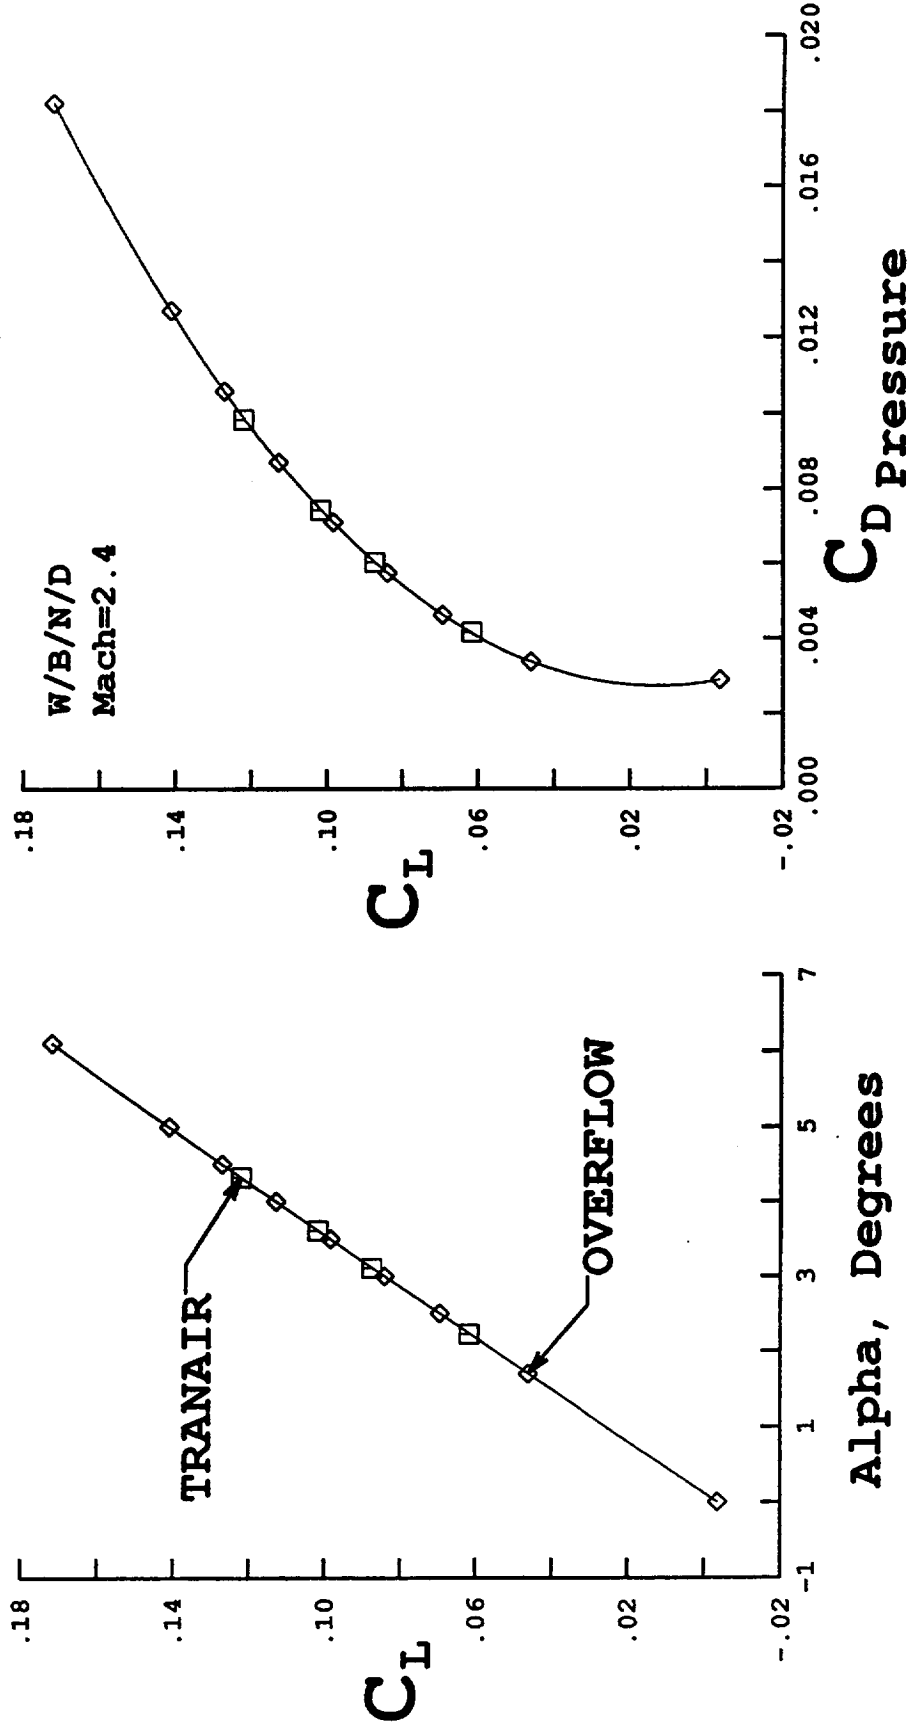 .18
.14
.10
.06
.02
-.02
C_L
TRANAIR
OVERFLOW
-1
1
3
5
7
Alpha, Degrees
.18
.14
.10
.06
.02
-.02
C_L
W/B/N/D
Mach=2.4
.000
.004
.008
.012
.016
.020
C_D Pressure